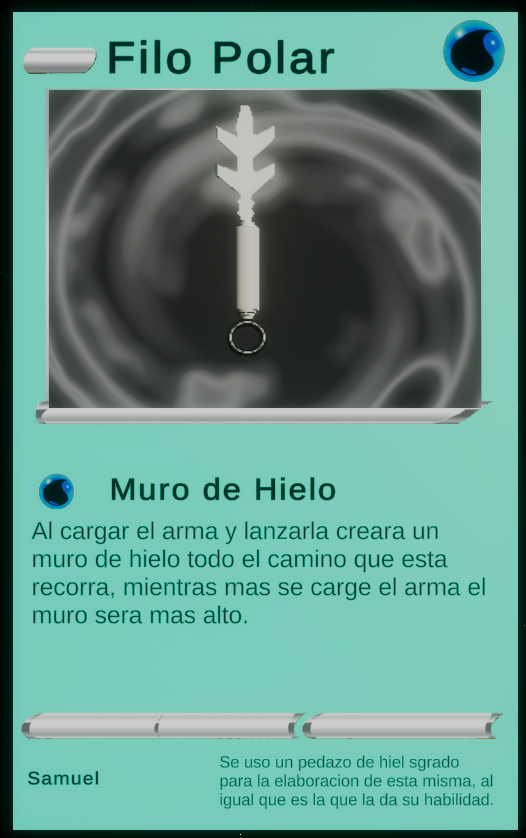 Filo Polar
Muro de Hielo
Al cargar el arma y lanzarla creara un
muro de hielo todo el camino que esta
recorra, mientras mas se carge el arma el
muro sera mas alto.
Samuel
Se uso un pedazo de hiel sgrado
para la elaboracion de esta misma, al
igual que es la que la da su habilidad.